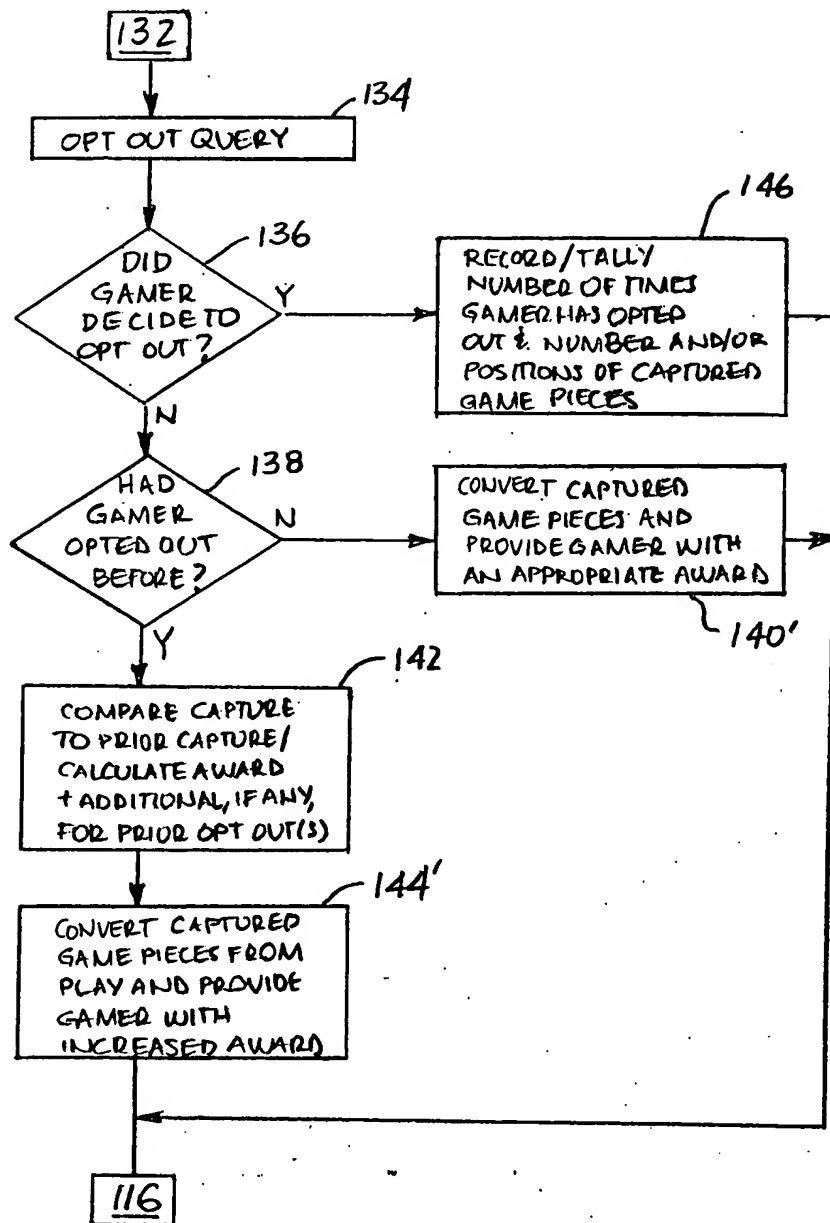 132
134
OPT OUT QUERY
136
DID
GAMER
DECIDE TO
OPT OUT?
Y
146
RECORD/TALLY
NUMBER OF TIMES
GAMER HAS OPTED
OUT & NUMBER AND/OR
POSITIONS OF CAPTURED
GAME PIECES
N
138
HAD
GAMER
OPTED OUT
BEFORE?
N
CONVERT CAPTURED
GAME PIECES AND
PROVIDE GAMER WITH
AN APPROPRIATE AWARD
140'
Y
142
COMPARE CAPTURE
TO PRIOR CAPTURE/
CALCULATE AWARD
+ ADDITIONAL, IF ANY,
FOR PRIOR OPT OUT(S)
144'
CONVERT CAPTURED
GAME PIECES FROM
PLAY AND PROVIDE
GAMER WITH
INCREASED AWARD
116